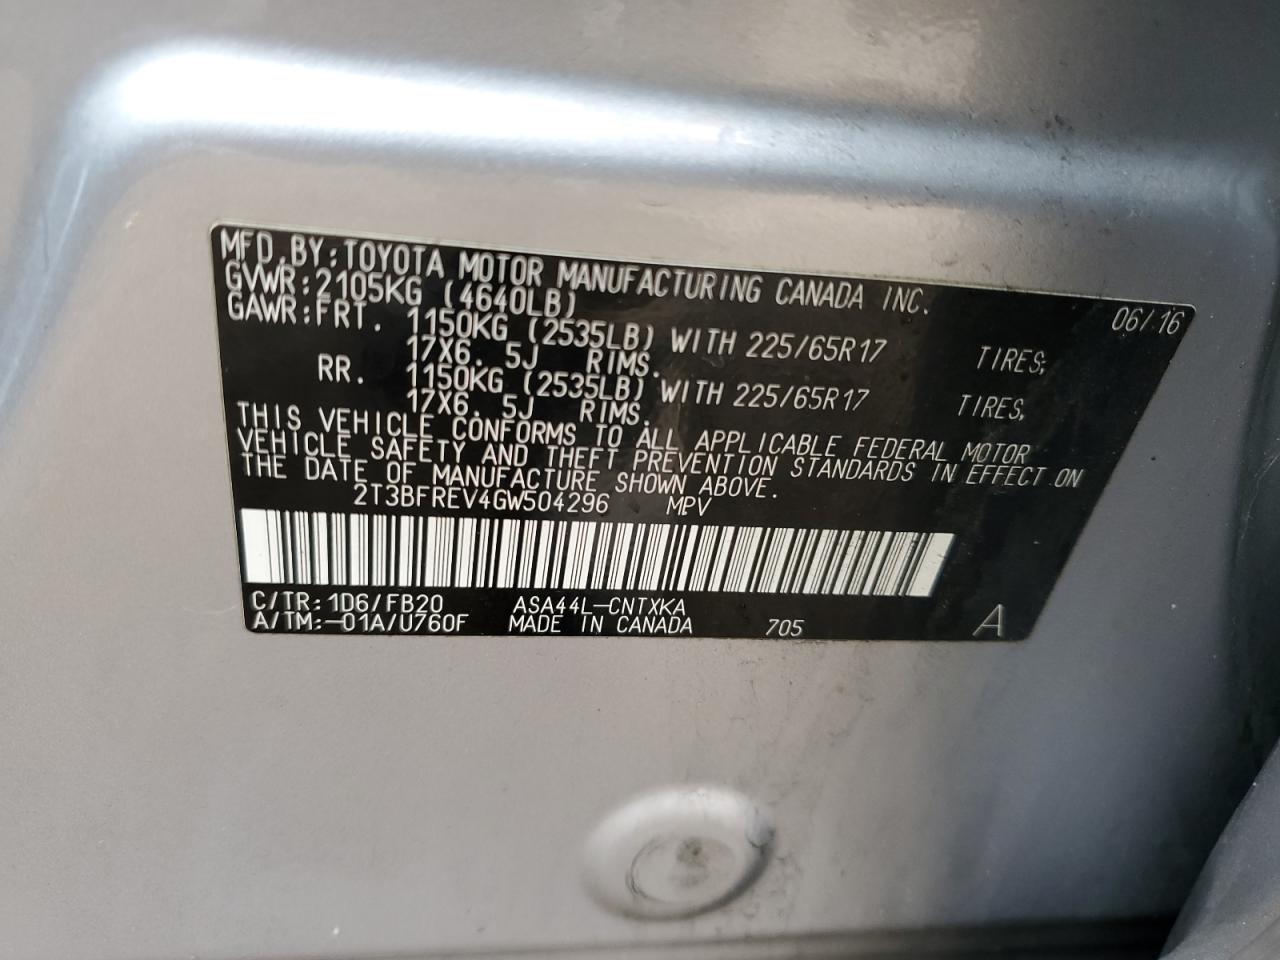 MFD.BY:TOYOTA MOTOR MANUFACTURING CANADA INC.
GVWR:2105KG (4640LB) 06/16
GAWR:FRT. 1150KG (2535LB) WITH 225/65R17 TIRES;
17X6. 5J RIMS.
RR. 1150KG (2535LB) WITH 225/65R17 TIRES,
17X6. 5J RIMS.
THIS VEHICLE CONFORMS TO ALL APPLICABLE FEDERAL MOTOR
VEHICLE SAFETY AND THEFT PREVENTION STANDARDS IN EFFECT ON
THE DATE OF MANUFACTURE SHOWN ABOVE.
2T3BFREV4GW504296 MPV
C/TR:1D6/FB20 ASA44L-CNTXKA
A/TM:-01A/U760F MADE IN CANADA 705 A